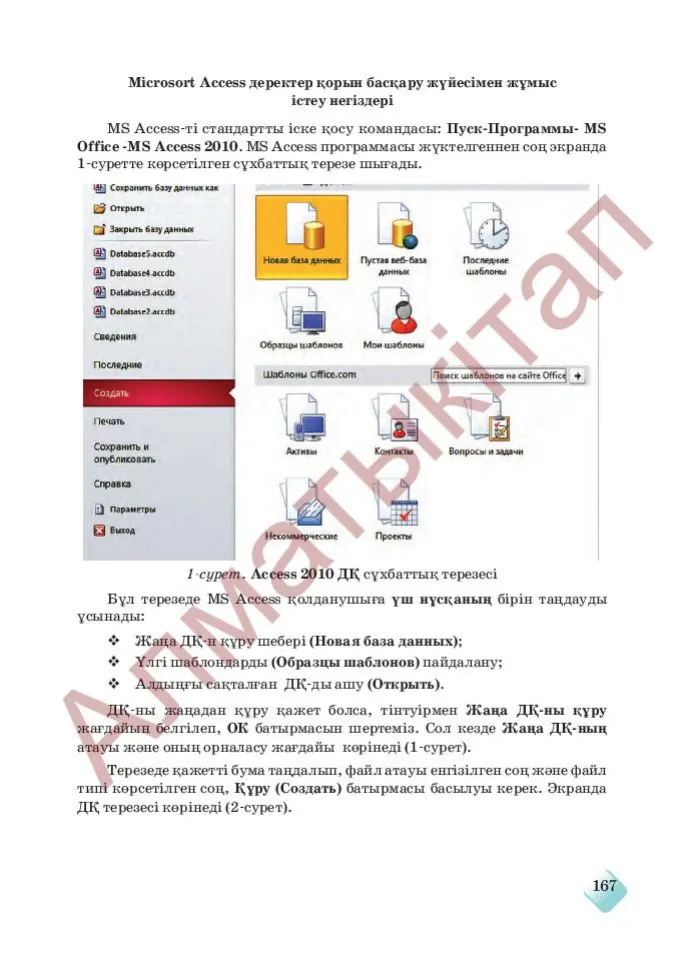 Microsort Access деректер қорын басқару жүйесімен жұмыс
істеу негіздері
MS Access-ті стандартты іске қосу командасы: Пуск-Программы- MS
Office -MS Access 2010. MS Access программасы жүктелгеннен соң экранда
1-суретте көрсетілген сұхбаттық терезе шығады.
Сохранить базу данных как
Открыть
Закрыть базу данных
Database5.accdb
Database4.accdb
Database3.accdb
Database2.accdb
Сведения
Последние
Создать
Печать
Сохранить и
опубликовать
Справка
Параметры
Выход
Новая база данных
Пустая веб-база
данных
Последние
шаблоны
Образцы шаблонов
Мои шаблоны
Шаблоны Office.com
Поиск шаблонов на сайте Office
Активы
Контакты
Вопросы и задачи
Некоммерческие
Проекты
1-сурет. Access 2010 ДҚ сұхбаттық терезесі
Бұл терезеде MS Access қолданушыға үш нұсқаның бірін таңдауды
ұсынады:
❖ Жаңа ДҚ-н құру шебері (Новая база данных);
❖ Үлгі шаблондарды (Образцы шаблонов) пайдалану;
❖ Алдыңғы сақталған ДҚ-ды ашу (Открыть).
ДҚ-ны жаңадан құру қажет болса, тінтуірмен Жаңа ДҚ-ны құру
жағдайын белгілеп, ОК батырмасын шертеміз. Сол кезде Жаңа ДҚ-ның
атауы және оның орналасу жағдайы көрінеді (1-сурет).
Терезеде қажетті бума таңдалып, файл атауы енгізілген соң және файл
типі көрсетілген соң, Құру (Создать) батырмасы басылуы керек. Экранда
ДҚ терезесі көрінеді (2-сурет).
167
Алматыкітап